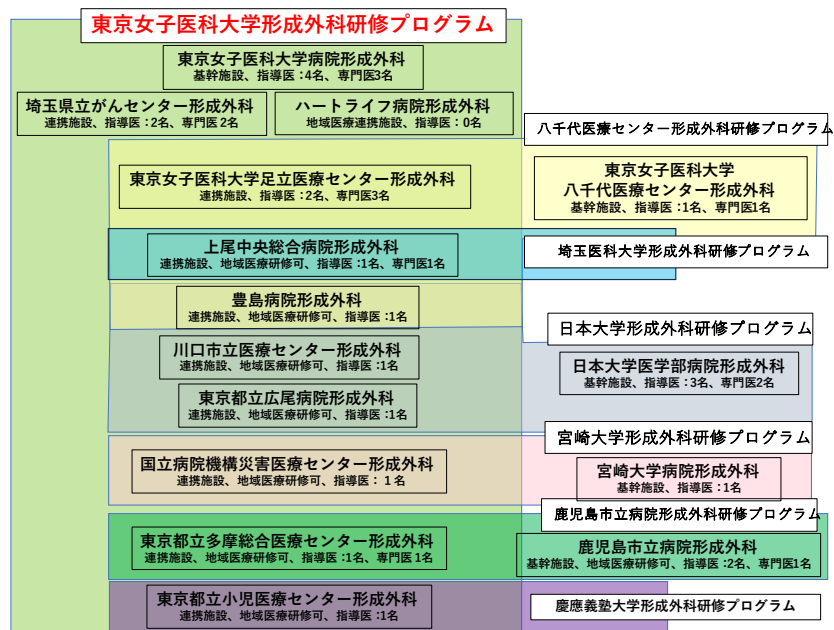 東京女子医科大学形成外科研修プログラム
東京女子医科大学病院形成外科
基幹施設、指導医:4名、専門医3名
埼玉県立がんセンター形成外科
連携施設、指導医:2名、専門医2名
ハートライフ病院形成外科
地域医療連携施設、指導医:0名
八千代医療センター形成外科研修プログラム
東京女子医科大学足立医療センター形成外科
連携施設、指導医:2名、専門医3名
東京女子医科大学
八千代医療センター形成外科
基幹施設、指導医:1名、専門医1名
上尾中央総合病院形成外科
連携施設、地域医療研修可、指導医:1名、専門医1名
埼玉医科大学形成外科研修プログラム
豊島病院形成外科
連携施設、地域医療研修可、指導医:1名
日本大学形成外科研修プログラム
川口市立医療センター形成外科
連携施設、地域医療研修可、指導医:1名
日本大学医学部病院形成外科
基幹施設、指導医:3名、専門医2名
東京都立広尾病院形成外科
連携施設、地域医療研修可、指導医:1名
宮崎大学形成外科研修プログラム
国立病院機構災害医療センター形成外科
連携施設、地域医療研修可、指導医:1名
宮崎大学病院形成外科
基幹施設、指導医:1名
鹿児島市立病院形成外科研修プログラム
東京都立多摩総合医療センター形成外科
連携施設、地域医療研修可、指導医:1名、専門医1名
鹿児島市立病院形成外科
基幹施設、地域医療研修可、指導医:2名、専門医1名
東京都立小児医療センター形成外科
連携施設、地域医療研修可、指導医:1名
慶應義塾大学形成外科研修プログラム